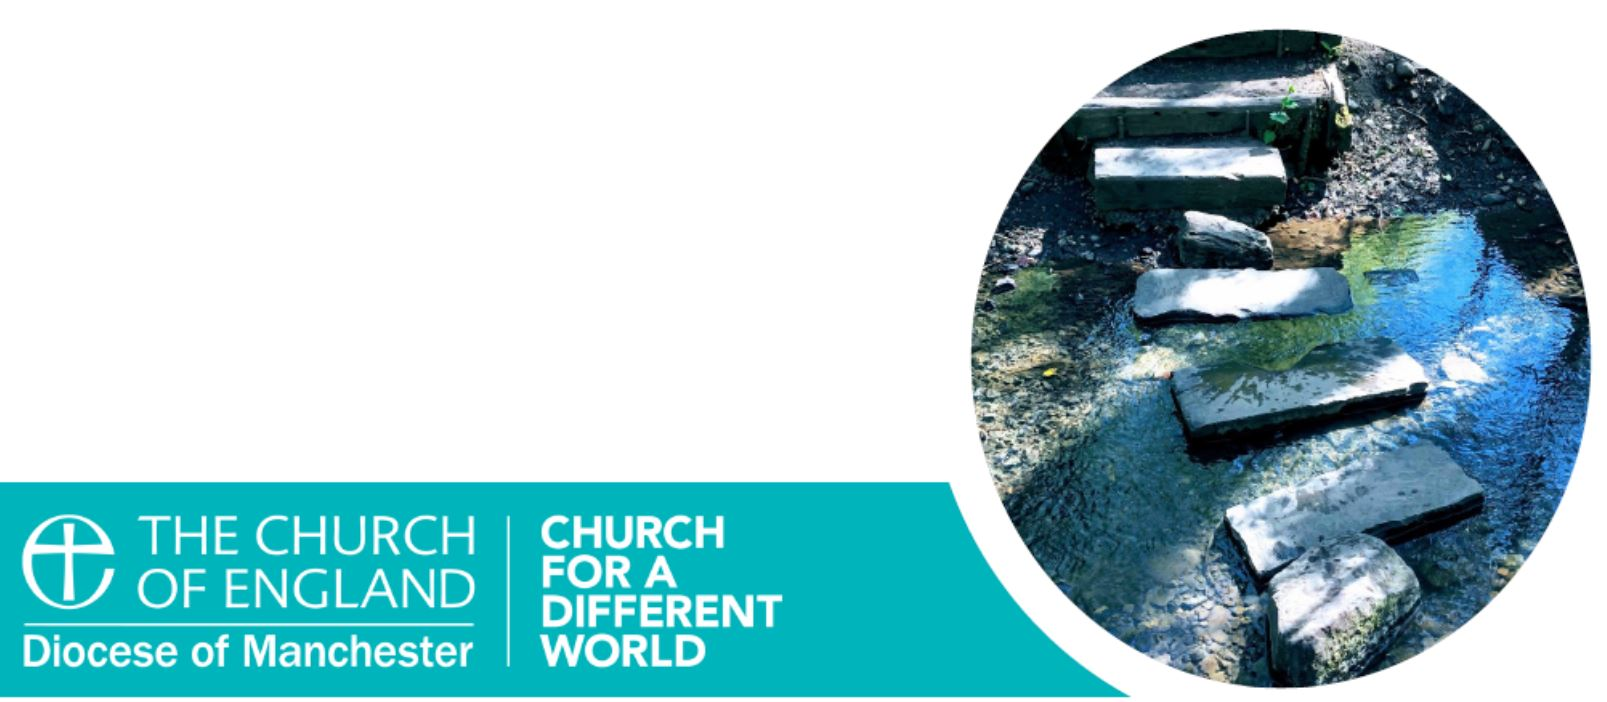 THE CHURCH
OF ENGLAND
Diocese of Manchester
CHURCH
FOR A
DIFFERENT
WORLD